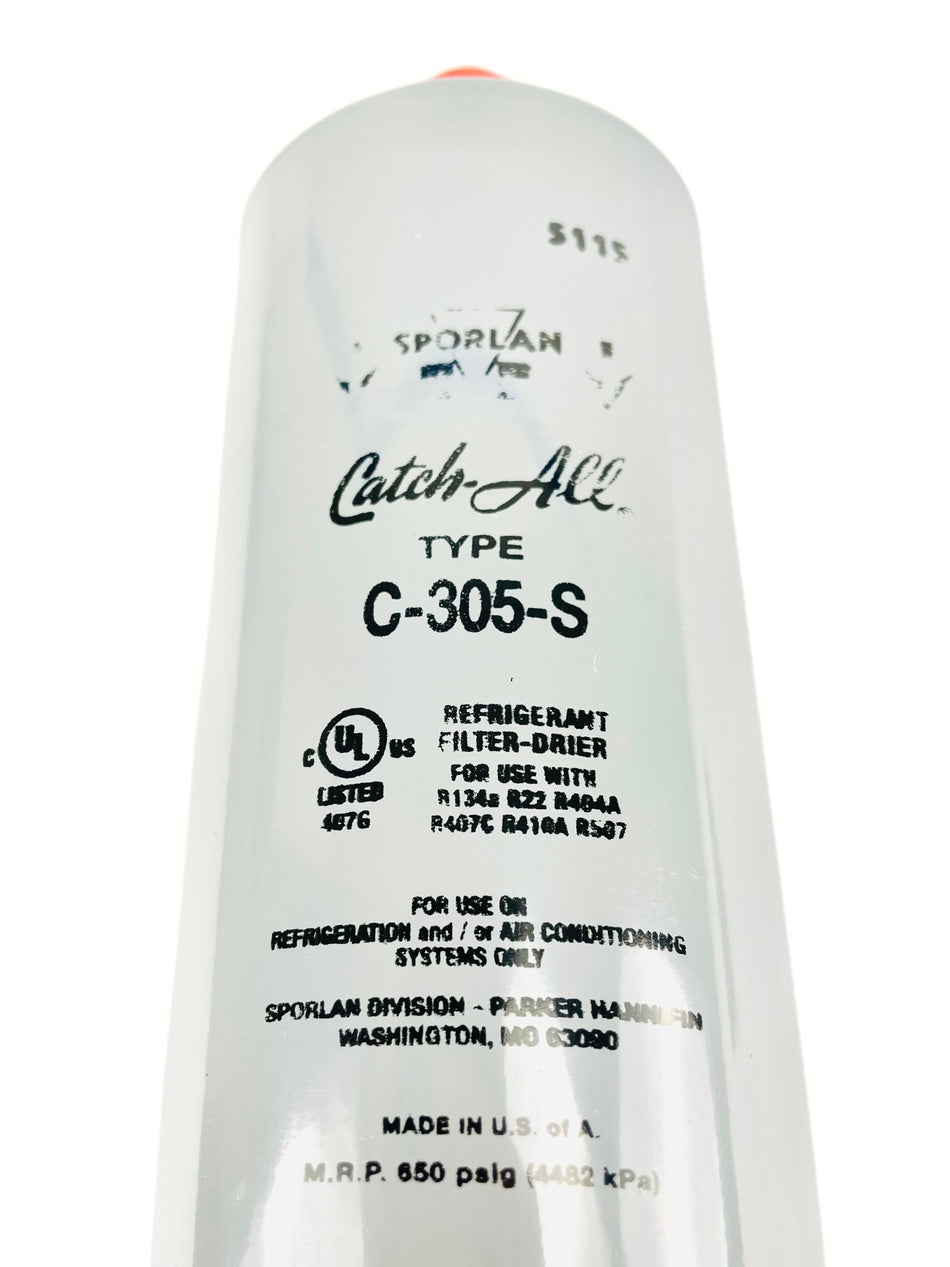 5115
SPORLAN
Catch-All
TYPE
C-305-S
C UL US
LISTED
REFRIGERANT
FILTER-DRIER
FOR USE WITH
R134a R22 R404A
R407C R410A R507
FOR USE ON
REFRIGERATION and / or AIR CONDITIONING
SYSTEMS ONLY
SPORLAN DIVISION - PARKER HANNIFIN
WASHINGTON, MO 63090
MADE IN U.S. of A.
M.R.P. 650 psig (4482 kPa)